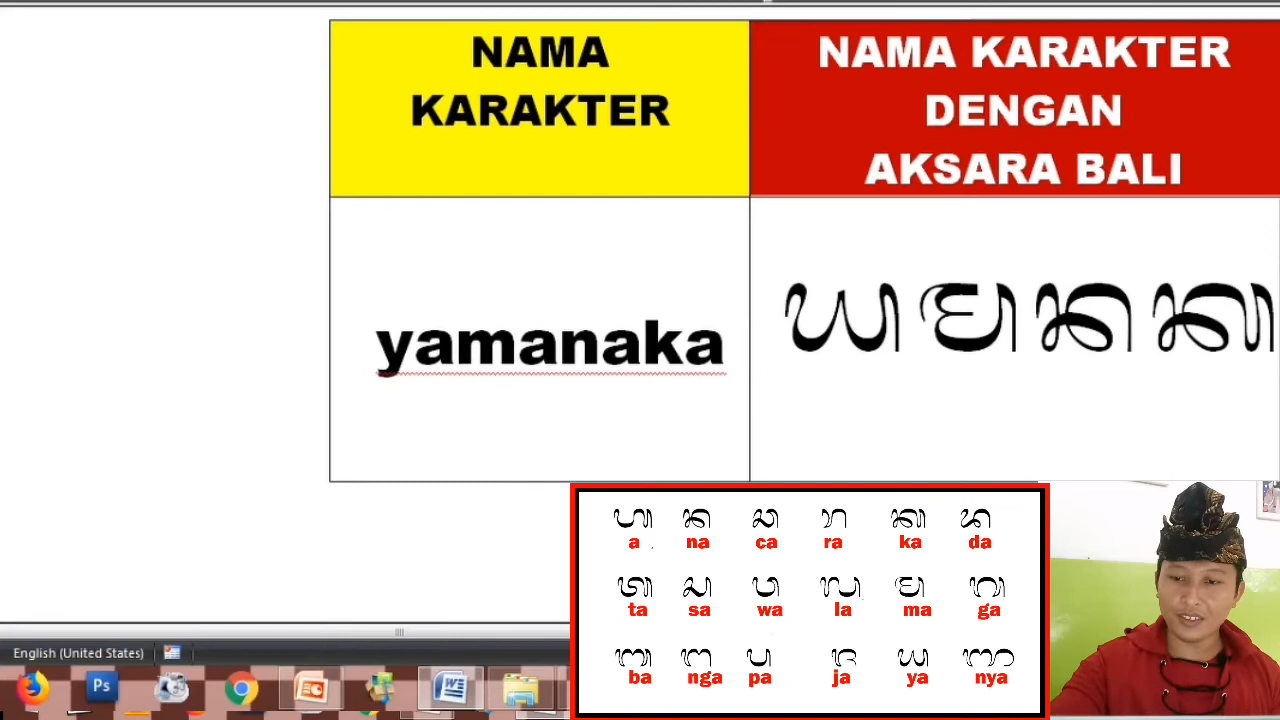 NAMA
KARAKTER
NAMA KARAKTER
DENGAN
AKSARA BALI
yamanaka
ᬬᬫᬦᬓ
ᬳ ᬦ ᬘ ᬭ ᬓ ᬤ
a na ca ra ka da
ᬢ ᬲ ᬯ ᬮ ᬫ ᬕ
ta sa wa la ma ga
ᬩ ᬗ ᬧ ᬚ ᬬ ᬜ
ba nga pa ja ya nya
English (United States)
Ps